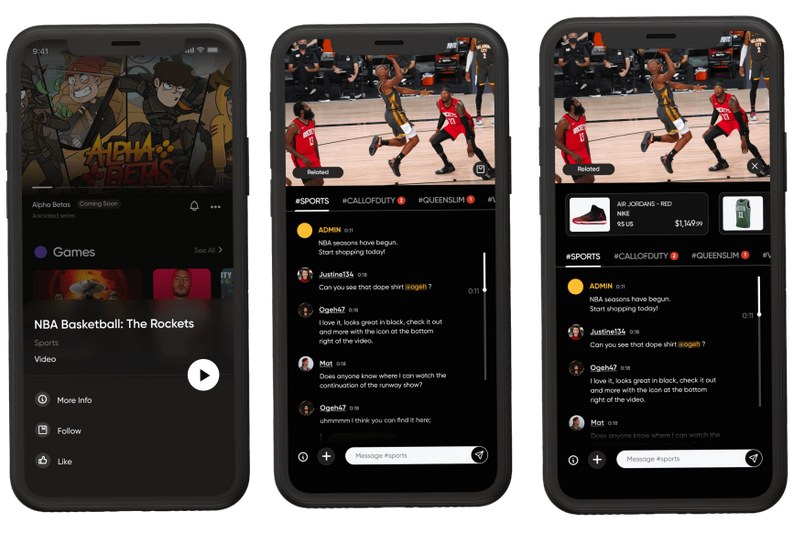 9:41
ALPHA
BETAS
Alpha Betas Coming Soon
Animated series
Games See All
NBA Basketball: The Rockets
Sports
Video
More Info
Follow
Like
Related
#SPORTS #CALLOFDUTY 2 #QUEENSLIM 1
ADMIN 0:11
NBA seasons have begun.
Start shopping today!
Justine134 0:18
Can you see that dope shirt @ogeh ?
0:11
Ogeh47 0:18
I love it, looks great in black, check it out
and more with the icon at the bottom
right of the video.
Mat 0:18
Does anyone know where I can watch the
continuation of the runway show?
Ogeh47 0:18
uhmmmm I think you can find it here;
Message #sports
Related
AIR JORDANS - RED
NIKE
9.5 US $1,149.99
#SPORTS #CALLOFDUTY 2 #QUEENSLIM 1
ADMIN 0:11
NBA seasons have begun.
Start shopping today!
0:11
Justine134 0:18
Can you see that dope shirt @ogeh ?
Ogeh47 0:18
I love it, looks great in black, check it out
and more with the icon at the bottom
right of the video.
Mat 0:18
Does anyone know where I can watch the
Message #sports